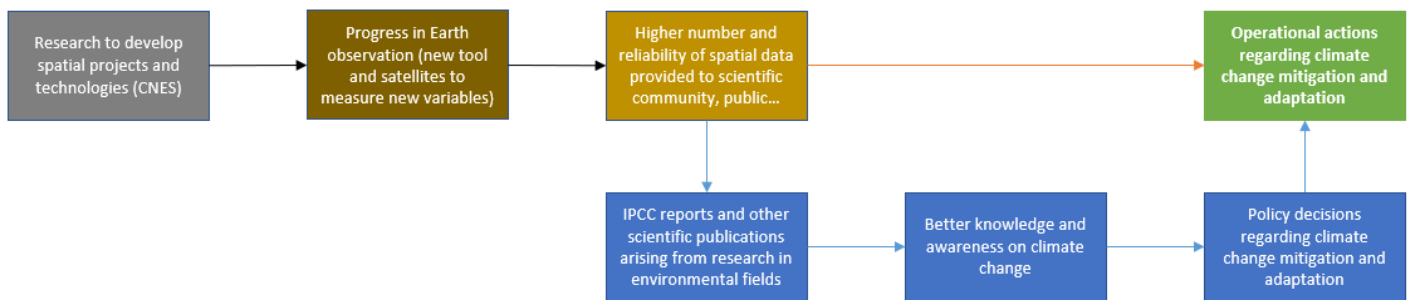 Research to develop
spatial projects and
technologies (CNES)
Progress in Earth
observation (new tool
and satellites to
measure new variables)
Higher number and
reliability of spatial data
provided to scientific
community, public…
Operational actions
regarding climate
change mitigation and
adaptation
IPCC reports and other
scientific publications
arising from research in
environmental fields
Better knowledge and
awareness on climate
change
Policy decisions
regarding climate
change mitigation and
adaptation